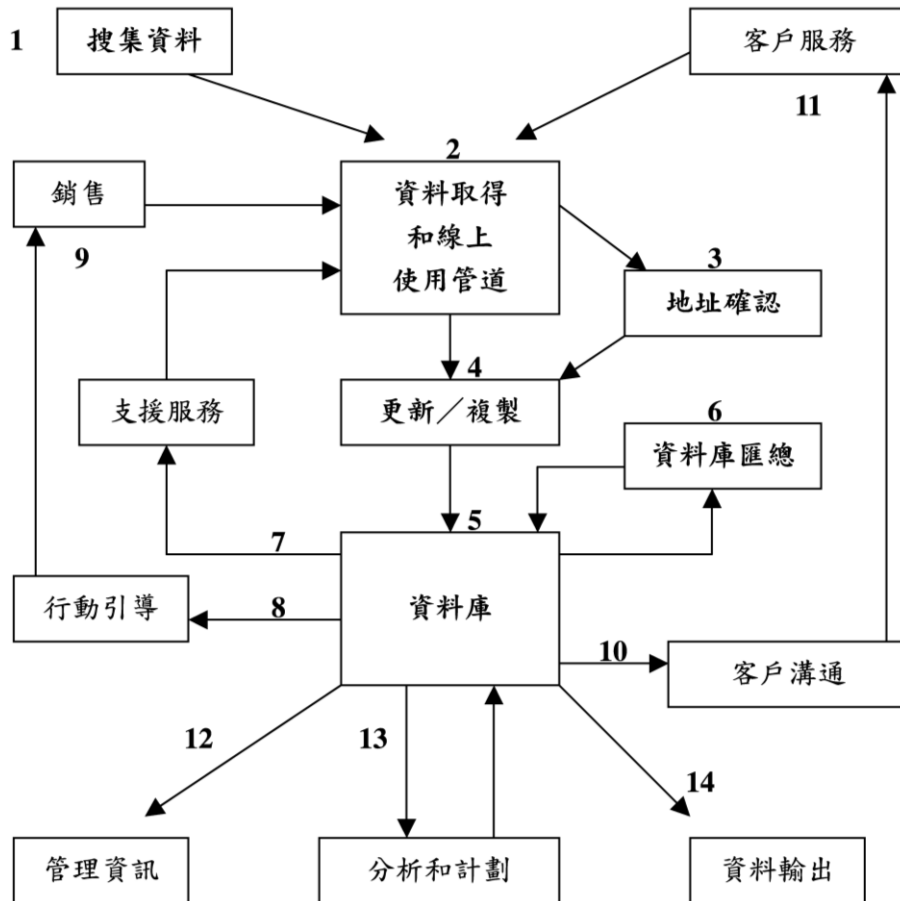 1
搜集資料
客戶服務
11
2
銷售
資料取得
和線上
使用管道
9
3
地址確認
4
支援服務
更新／複製
6
資料庫匯總
5
7
行動引導
8
資料庫
10
客戶溝通
12
13
14
管理資訊
分析和計劃
資料輸出